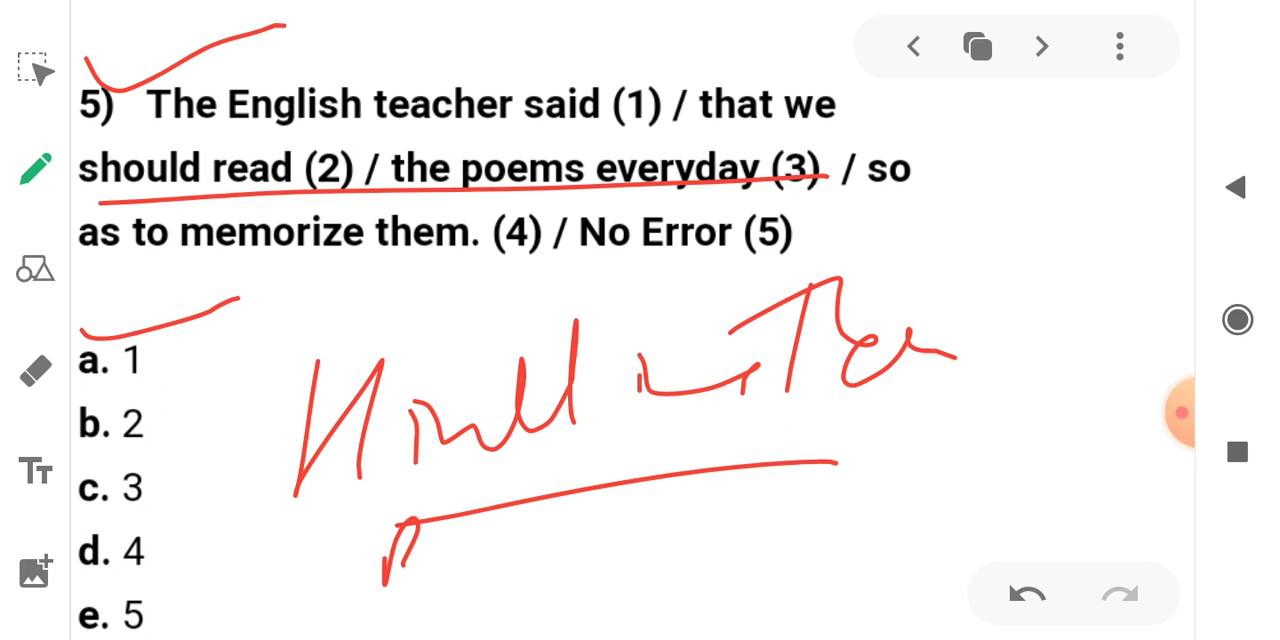 5) The English teacher said (1) / that we
should read (2) / the poems everyday (3) / so
as to memorize them. (4) / No Error (5)
a. 1
b. 2
c. 3
d. 4
e. 5